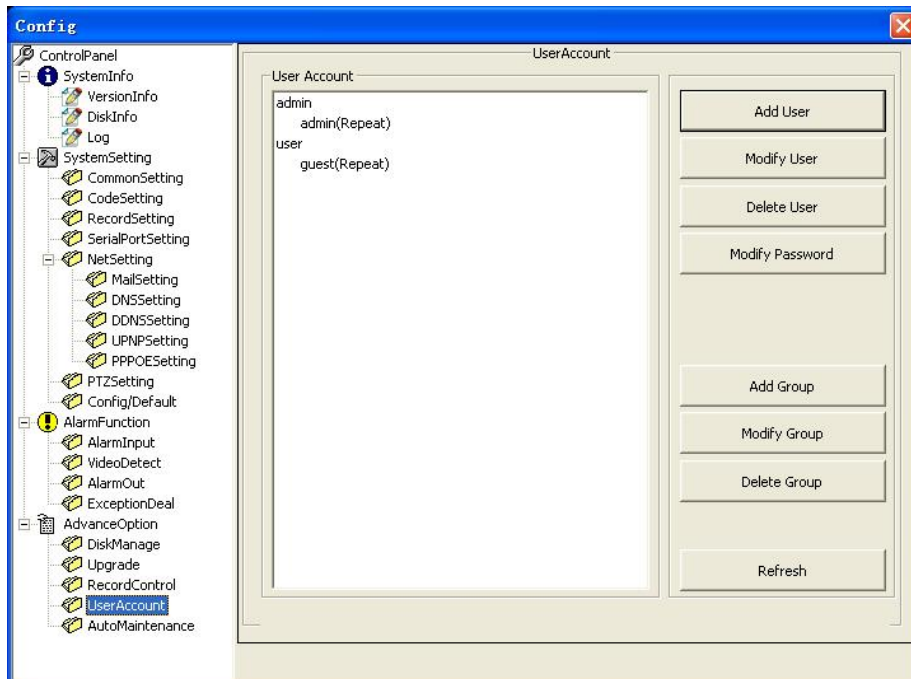 Config
ControlPanel
SystemInfo
VersionInfo
DiskInfo
Log
SystemSetting
CommonSetting
CodeSetting
RecordSetting
SerialPortSetting
NetSetting
MailSetting
DNSSetting
DDNSSetting
UPNPSetting
PPPOESetting
PTZSetting
Config/Default
AlarmFunction
AlarmInput
VideoDetect
AlarmOut
ExceptionDeal
AdvanceOption
DiskManage
Upgrade
RecordControl
UserAccount
AutoMaintenance
UserAccount
User Account
admin
admin(Repeat)
user
guest(Repeat)
Add User
Modify User
Delete User
Modify Password
Add Group
Modify Group
Delete Group
Refresh